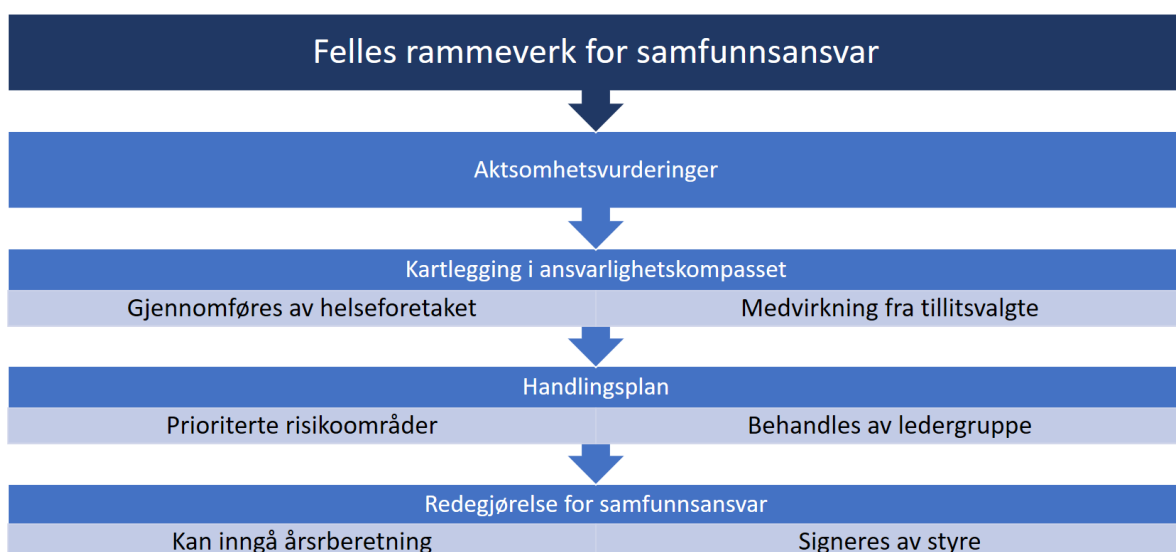 Felles rammeverk for samfunnsansvar
Aktsomhetsvurderinger
Kartlegging i ansvarlighetskompasset
Gjennomføres av helseforetaket
Medvirkning fra tillitsvalgte
Handlingsplan
Prioriterte risikoområder
Behandles av ledergruppe
Redegjørelse for samfunnsansvar
Kan inngå årsrberetning
Signeres av styre